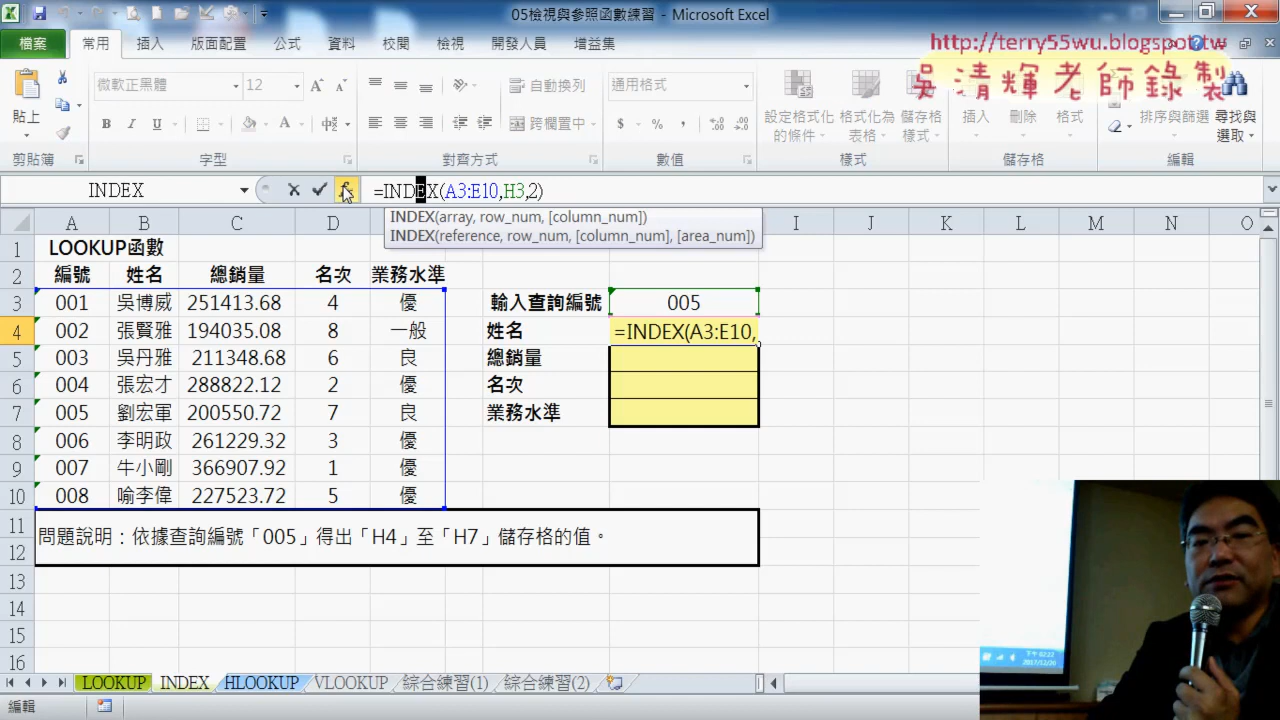 05檢視與參照函數練習 - Microsoft Excel
http://terry55wu.blogspot.tw
吳清輝老師錄製
檔案 常用 插入 版面配置 公式 資料 校閱 檢視 開發人員 增益集
貼上 微軟正黑體 12 自動換列 通用格式 設定格式化的條件 格式化為表格 儲存格樣式 插入 刪除 格式 排序與篩選 尋找與選取
B I U 跨欄置中 $ % ,
剪貼簿 字型 對齊方式 數值 樣式 儲存格 編輯
INDEX =INDEX(A3:E10,H3,2)
INDEX(array, row_num, [column_num])
INDEX(reference, row_num, [column_num], [area_num])
A B C D I J K L M N O
1 LOOKUP函數
2 編號 姓名 總銷量 名次 業務水準
3 001 吳博威 251413.68 4 優 輸入查詢編號 005
4 002 張賢雅 194035.08 8 一般 姓名 =INDEX(A3:E10,
5 003 吳丹雅 211348.68 6 良 總銷量
6 004 張宏才 288822.12 2 優 名次
7 005 劉宏軍 200550.72 7 良 業務水準
8 006 李明政 261229.32 3 優
9 007 牛小剛 366907.92 1 優
10 008 喻李偉 227523.72 5 優
11 問題說明：依據查詢編號「005」得出「H4」至「H7」儲存格的值。
12
13
14
15
16
LOOKUP INDEX HLOOKUP VLOOKUP 綜合練習(1) 綜合練習(2)
編輯
下午 02:22
2017/12/20